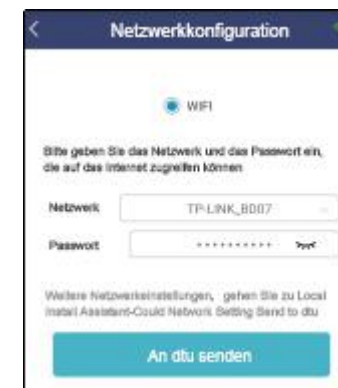 Netzwerkkonfiguration
WIFI
Bitte geben Sie das Netzwerk und das Passwort ein,
die auf das Internet zugreifen können
Netzwerk TP-LINK_BD07
Passwort ••••••••••
Weitere Netzwerkeinstellungen, gehen Sie zu Local
Install Assistant-Could Network Setting Send to dtu
An dtu senden